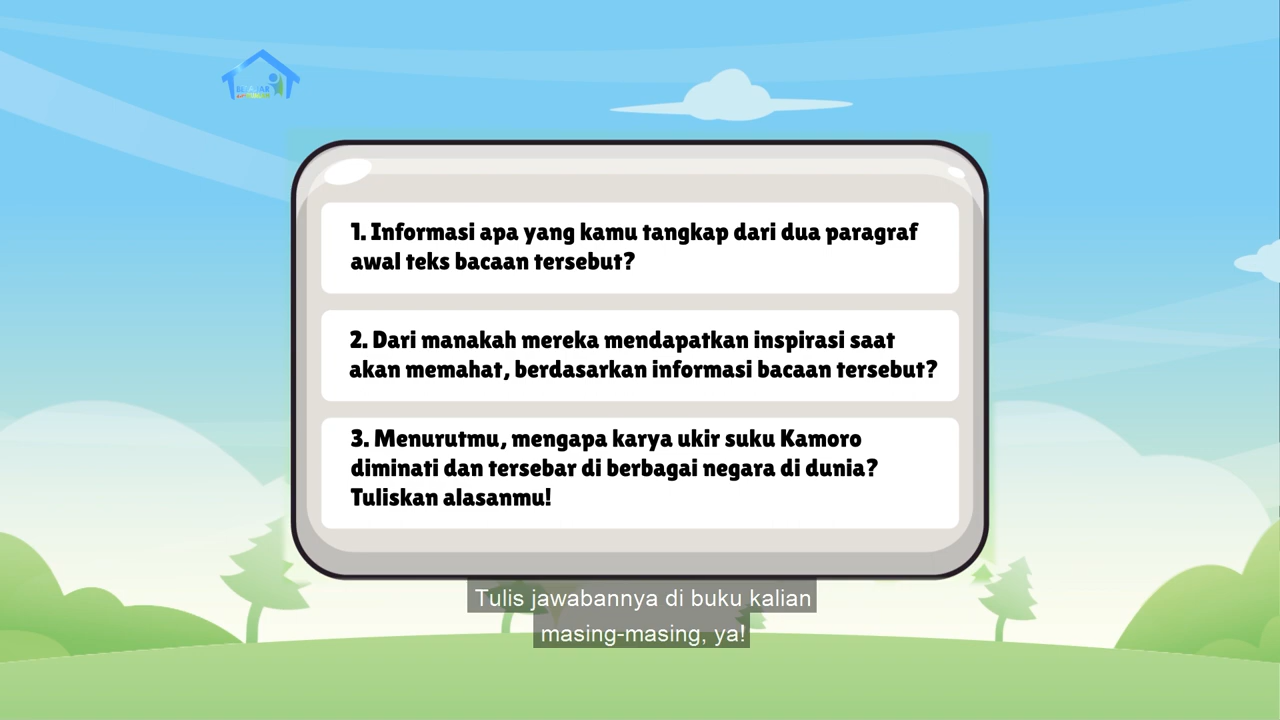 1. Informasi apa yang kamu tangkap dari dua paragraf
awal teks bacaan tersebut?
2. Dari manakah mereka mendapatkan inspirasi saat
akan memahat, berdasarkan informasi bacaan tersebut?
3. Menurutmu, mengapa karya ukir suku Kamoro
diminati dan tersebar di berbagai negara di dunia?
Tuliskan alasanmu!
Tulis jawabannya di buku kalian
masing-masing, ya!